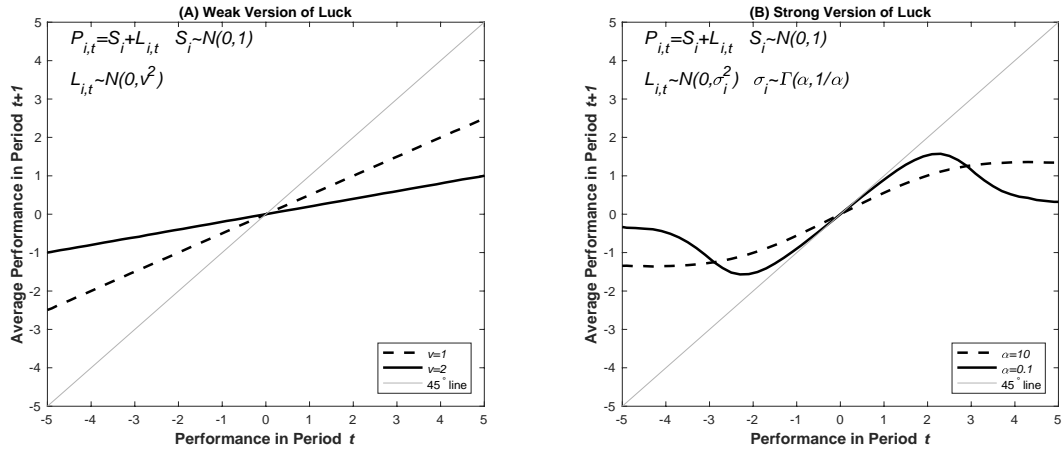 (A) Weak Version of Luck
P_{i,t}=S_i+L_{i,t} S_i~N(0,1)
L_{i,t}~N(0,v^2)
Average Performance in Period t+1
5
4
3
2
1
0
-1
-2
-3
-4
-5
v=1
v=2
45° line
-5 -4 -3 -2 -1 0 1 2 3 4 5
Performance in Period t
(B) Strong Version of Luck
P_{i,t}=S_i+L_{i,t} S_i~N(0,1)
L_{i,t}~N(0,σ_i^2) σ_i~Γ(α,1/α)
Average Performance in Period t+1
5
4
3
2
1
0
-1
-2
-3
-4
-5
α=10
α=0.1
45° line
-5 -4 -3 -2 -1 0 1 2 3 4 5
Performance in Period t